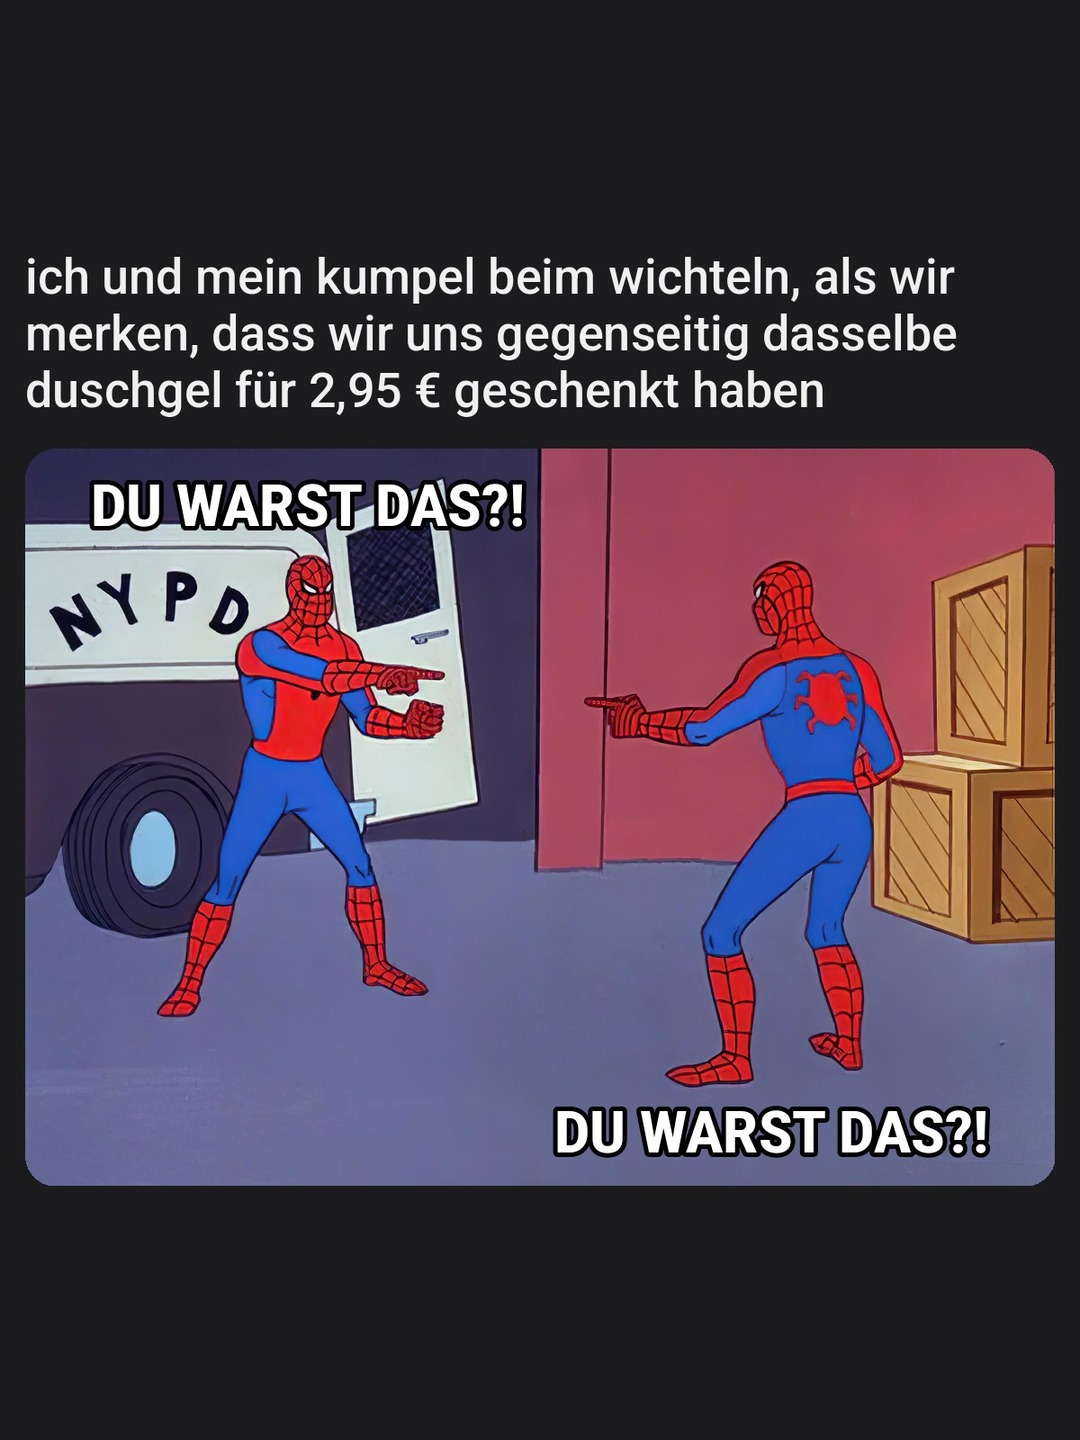 ich und mein kumpel beim wichteln, als wir
merken, dass wir uns gegenseitig dasselbe
duschgel für 2,95 € geschenkt haben
DU WARST DAS?!
NYPD
DU WARST DAS?!